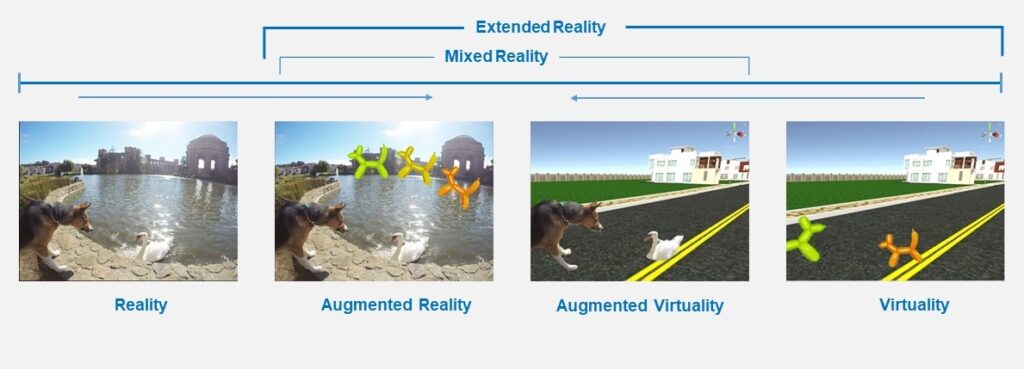 Extended Reality
Mixed Reality
Reality
Augmented Reality
Augmented Virtuality
Virtuality